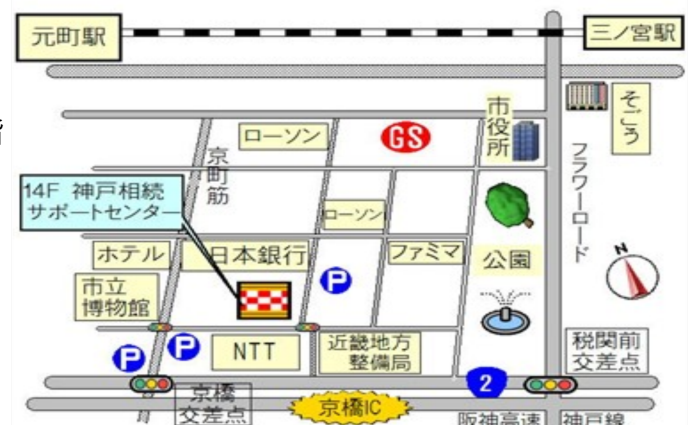 元町駅
三ノ宮駅
そごう
市役所
ローソン
GS
京町筋
フラワーロード
14F 神戸相続
サポートセンター
ローソン
ホテル
日本銀行
ファミマ
公園
N
市立
博物館
P
P
P
NTT
近畿地方
整備局
税関前
交差点
2
京橋
交差点
京橋IC
阪神高速
神戸線